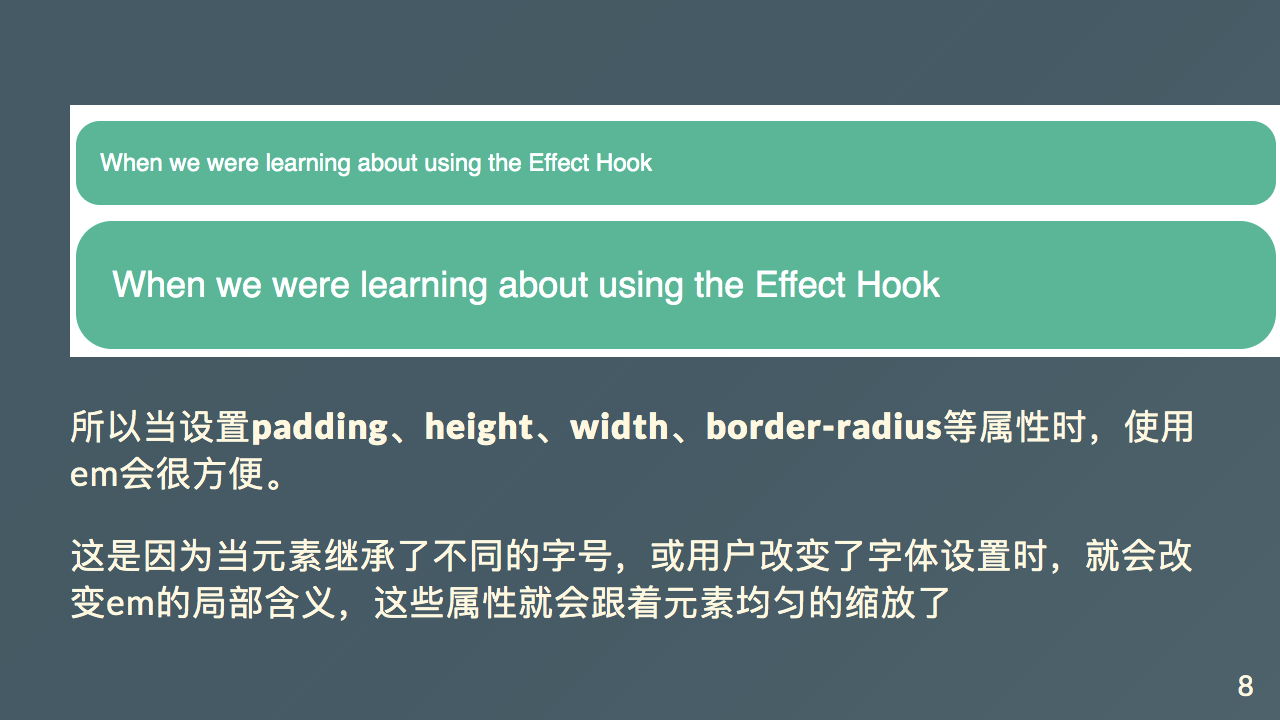 When we were learning about using the Effect Hook
When we were learning about using the Effect Hook
所以当设置padding、height、width、border-radius等属性时，使用
em会很方便。
这是因为当元素继承了不同的字号，或用户改变了字体设置时，就会改
变em的局部含义，这些属性就会跟着元素均匀的缩放了
8